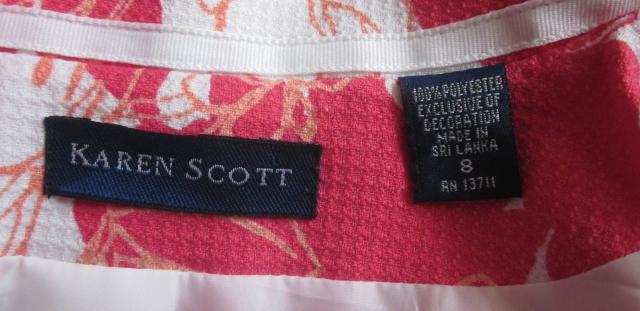 KAREN SCOTT
100% POLYESTER
EXCLUSIVE OF
DECORATION
MADE IN
SRI LANKA
8
RN 13711